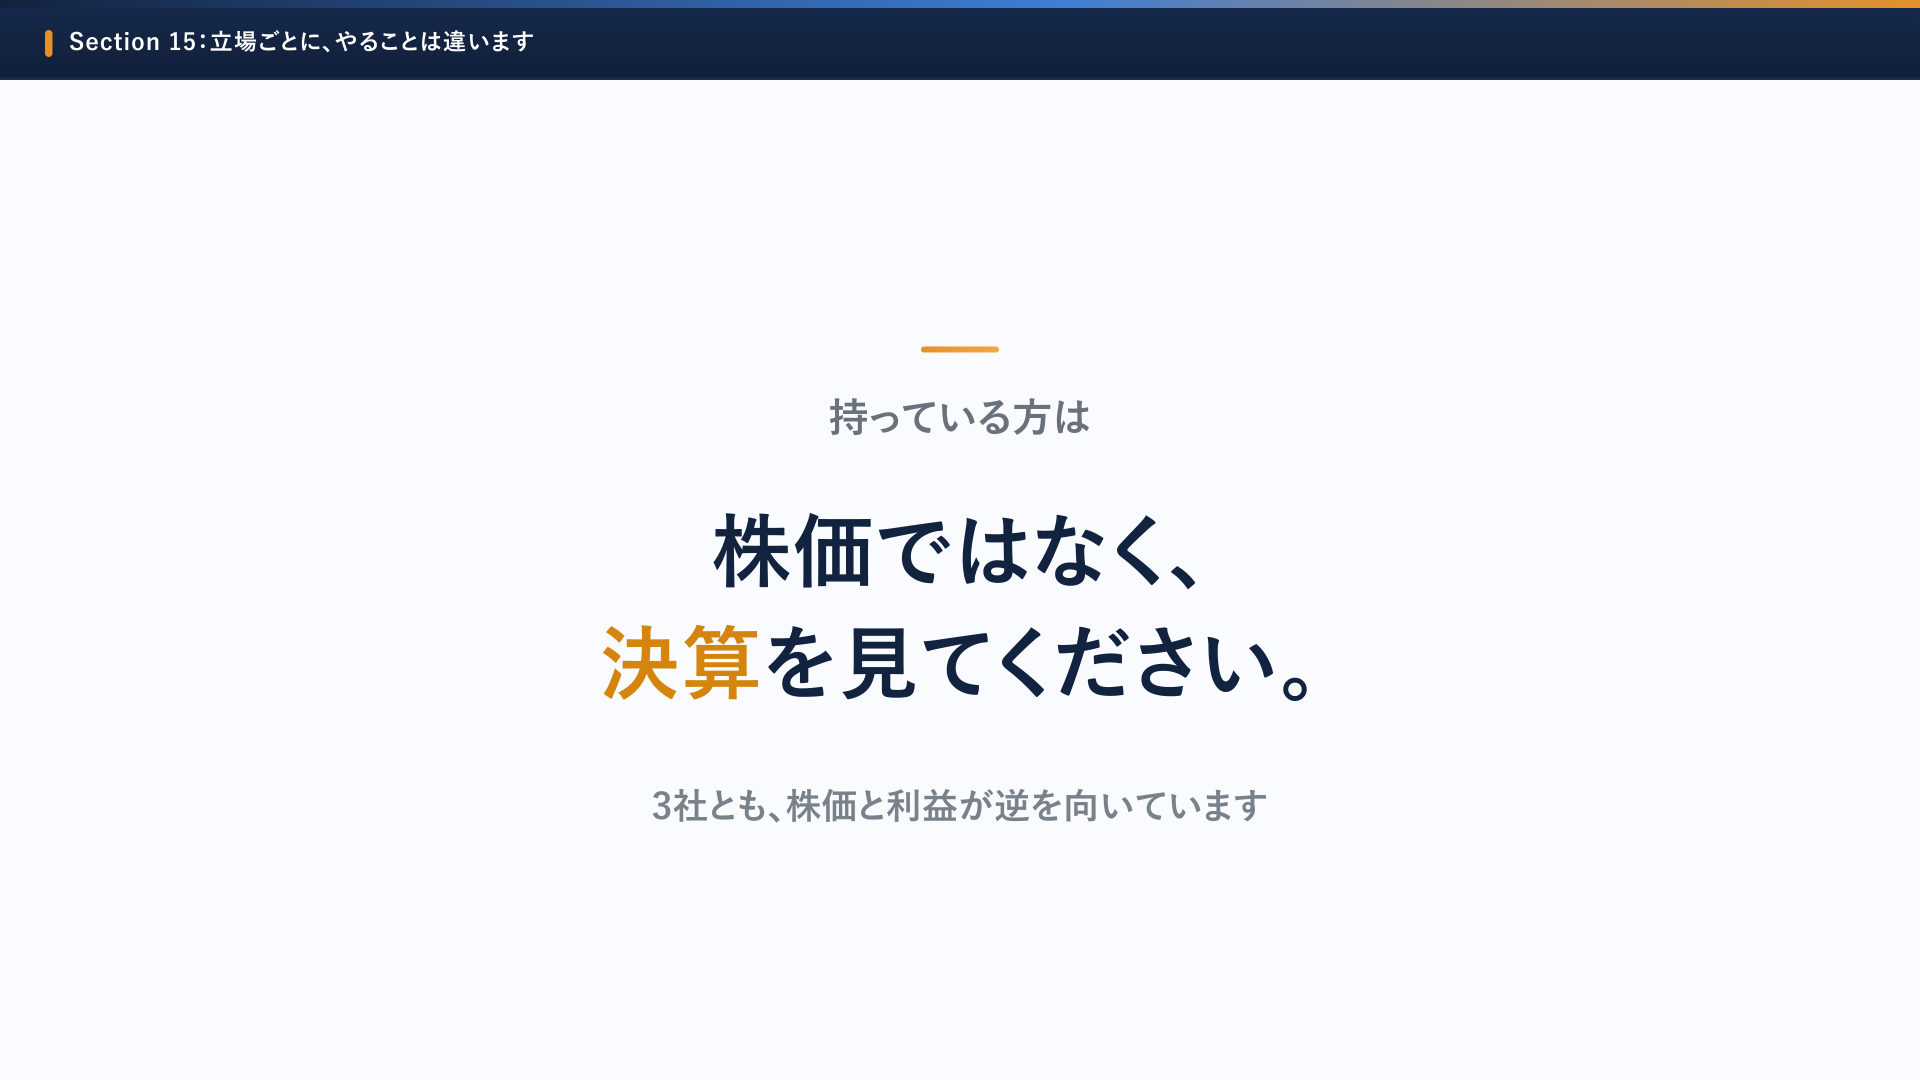 Section 15：立場ごとに、やることは違います
持っている方は
株価ではなく、
決算を見てください。
3社とも、株価と利益が逆を向いています